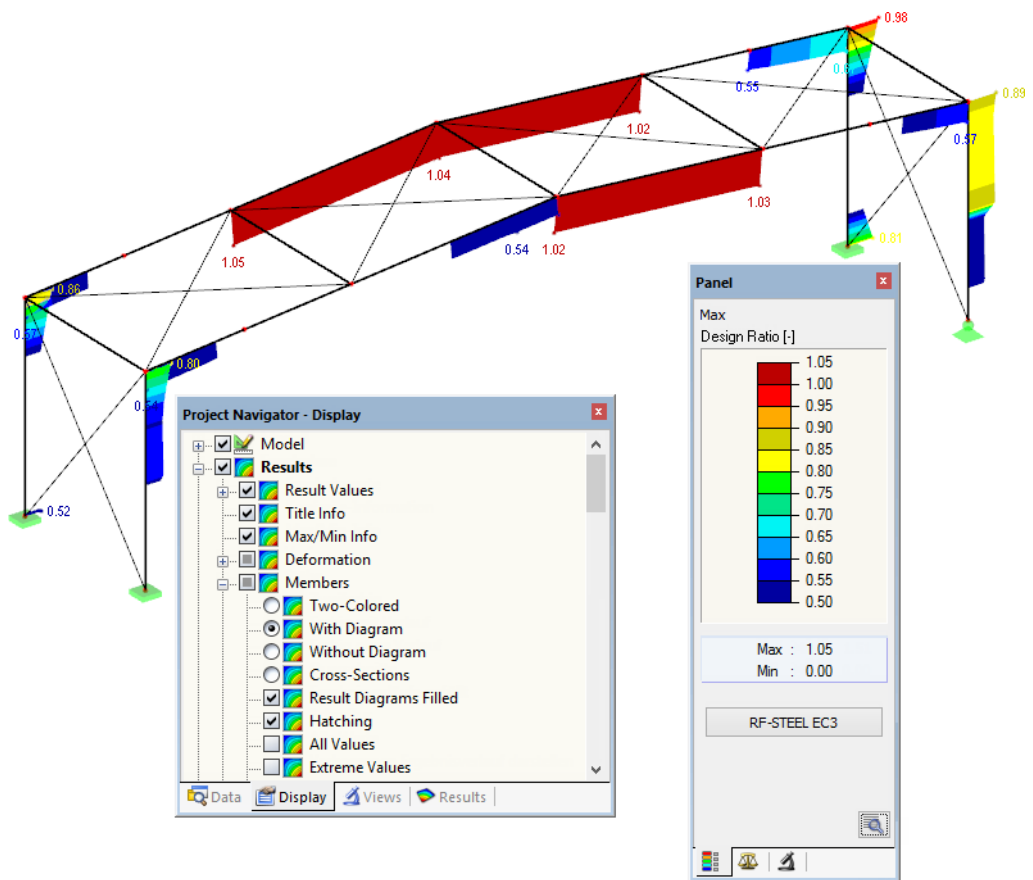 0.98
0.55
0.89
1.02
0.57
1.04
1.03
1.05
0.54
1.02
0.81
0.86
0.57
0.80
0.52
Panel
x
Max
Design Ratio [-]
1.05
1.00
0.95
0.90
0.85
0.80
0.75
0.70
0.65
0.60
0.55
0.50
Max : 1.05
Min : 0.00
RF-STEEL EC3
Project Navigator - Display
x
Model
Results
Result Values
Title Info
Max/Min Info
Deformation
Members
Two-Colored
With Diagram
Without Diagram
Cross-Sections
Result Diagrams Filled
Hatching
All Values
Extreme Values
Data Display Views Results